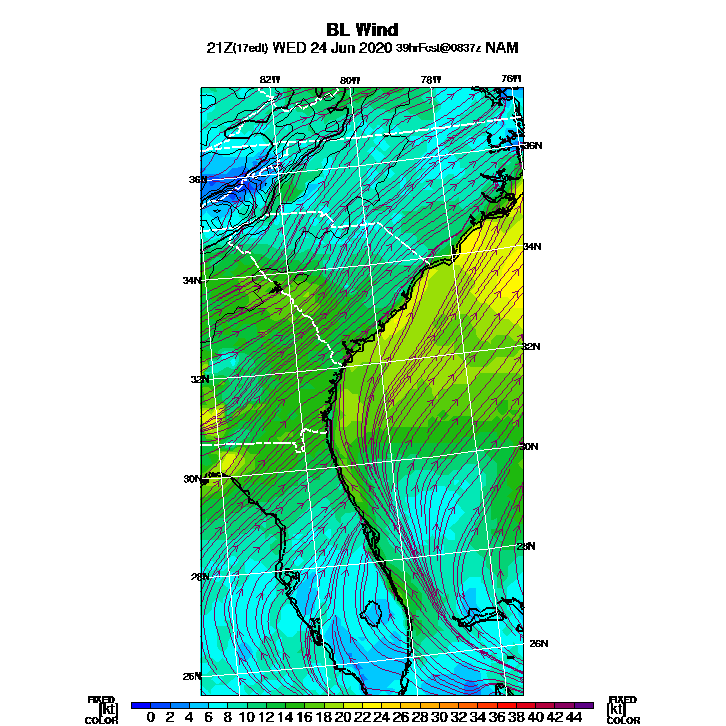 BL Wind
21Z(17edt) WED 24 Jun 2020 39hrFcst@0837z NAM
82W 80W 78W 76W
36N 36N
34N 34N
32N 32N
30N 30N
28N 28N
26N 26N
FIXED FIXED
[kt] 0 2 4 6 8 10 12 14 16 18 20 22 24 26 28 30 32 34 36 38 40 42 44 [kt]
COLOR COLOR